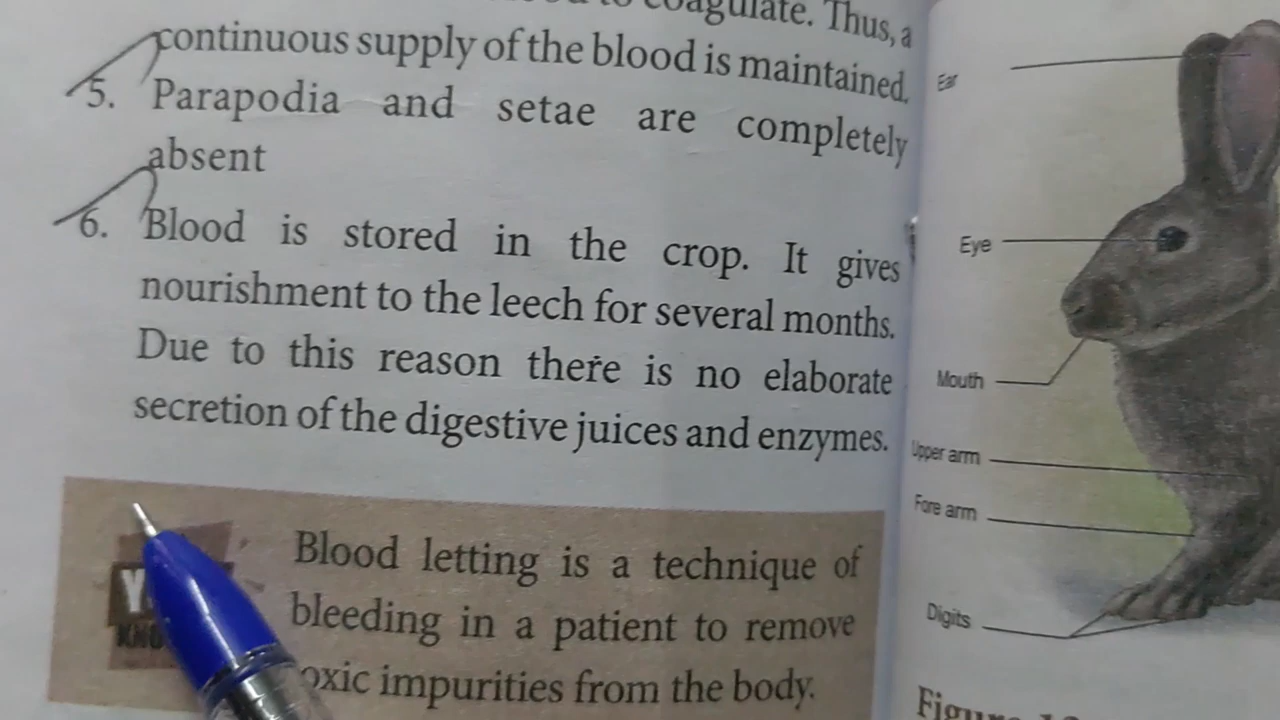 to coagulate. Thus, a
continuous supply of the blood is maintained.
5. Parapodia and setae are completely
absent
6. Blood is stored in the crop. It gives
nourishment to the leech for several months.
Due to this reason there is no elaborate
secretion of the digestive juices and enzymes.
Blood letting is a technique of
bleeding in a patient to remove
oxic impurities from the body.
Ear
Eye
Mouth
Upper arm
Fore arm
Digits
Figure